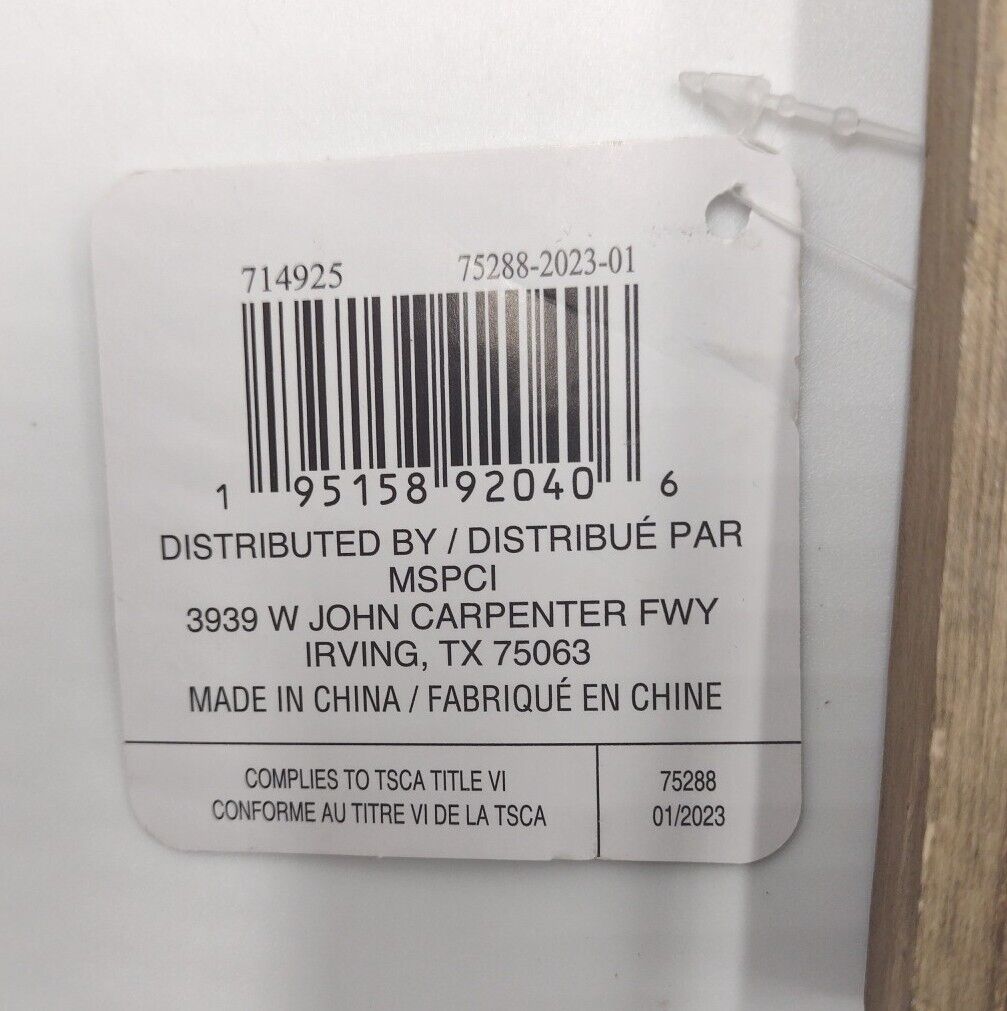 714925 75288-2023-01
1 95158 92040 6
DISTRIBUTED BY / DISTRIBUÉ PAR
MSPCI
3939 W JOHN CARPENTER FWY
IRVING, TX 75063
MADE IN CHINA / FABRIQUÉ EN CHINE
COMPLIES TO TSCA TITLE VI 75288
CONFORME AU TITRE VI DE LA TSCA 01/2023